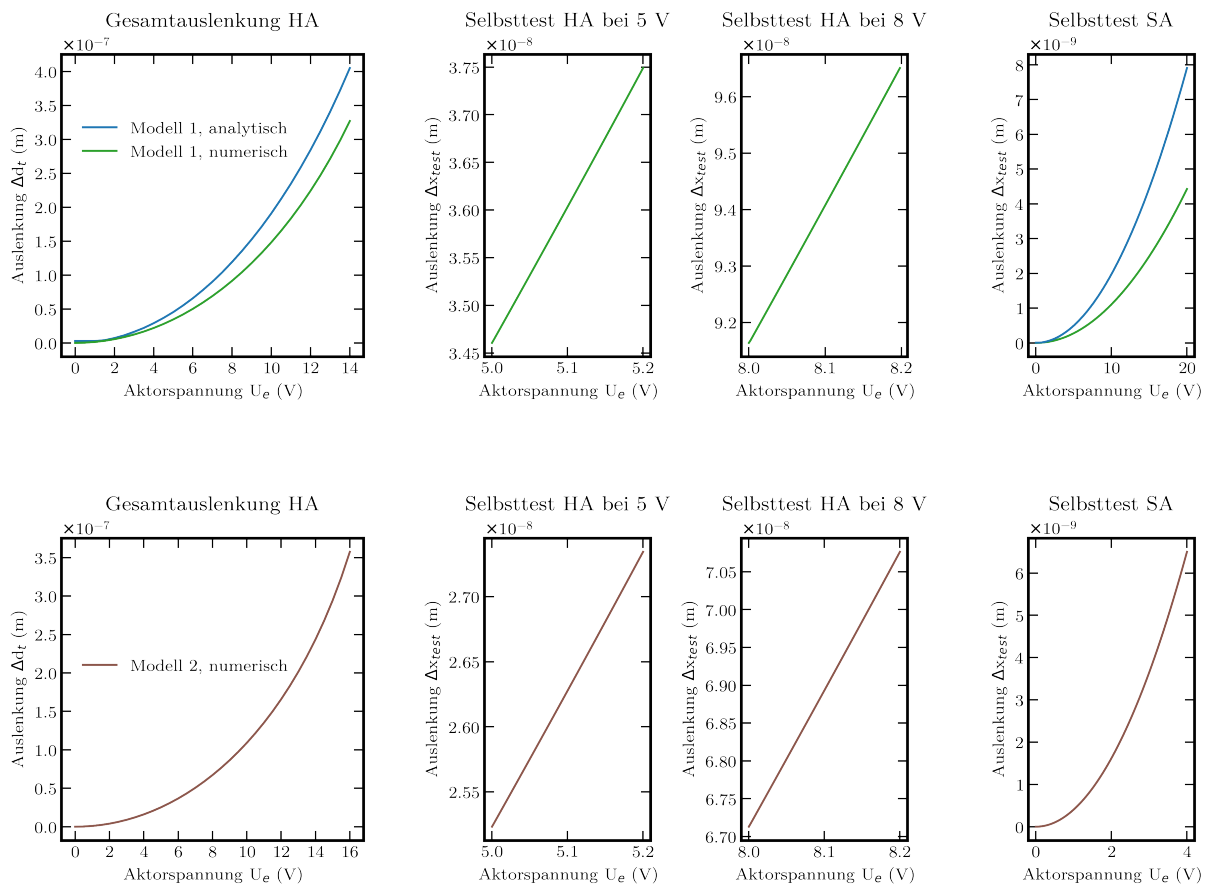 Gesamtauslenkung HA
×10⁻⁷
4.0
3.5
3.0
2.5
2.0
1.5
1.0
0.5
0.0
0 2 4 6 8 10 12 14
Auslenkung Δd_t (m)
Aktorspannung U_e (V)
Modell 1, analytisch
Modell 1, numerisch
Selbsttest HA bei 5 V
×10⁻⁸
3.75
3.70
3.65
3.60
3.55
3.50
3.45
5.0 5.1 5.2
Auslenkung Δx_test (m)
Aktorspannung U_e (V)
Selbsttest HA bei 8 V
×10⁻⁸
9.6
9.5
9.4
9.3
9.2
8.0 8.1 8.2
Auslenkung Δx_test (m)
Aktorspannung U_e (V)
Selbsttest SA
×10⁻⁹
8
7
6
5
4
3
2
1
0
0 10 20
Auslenkung Δx_test (m)
Aktorspannung U_e (V)
Gesamtauslenkung HA
×10⁻⁷
3.5
3.0
2.5
2.0
1.5
1.0
0.5
0.0
0 2 4 6 8 10 12 14 16
Auslenkung Δd_t (m)
Aktorspannung U_e (V)
Modell 2, numerisch
Selbsttest HA bei 5 V
×10⁻⁸
2.70
2.65
2.60
2.55
5.0 5.1 5.2
Auslenkung Δx_test (m)
Aktorspannung U_e (V)
Selbsttest HA bei 8 V
×10⁻⁸
7.05
7.00
6.95
6.90
6.85
6.80
6.75
6.70
8.0 8.1 8.2
Auslenkung Δx_test (m)
Aktorspannung U_e (V)
Selbsttest SA
×10⁻⁹
6
5
4
3
2
1
0
0 2 4
Auslenkung Δx_test (m)
Aktorspannung U_e (V)